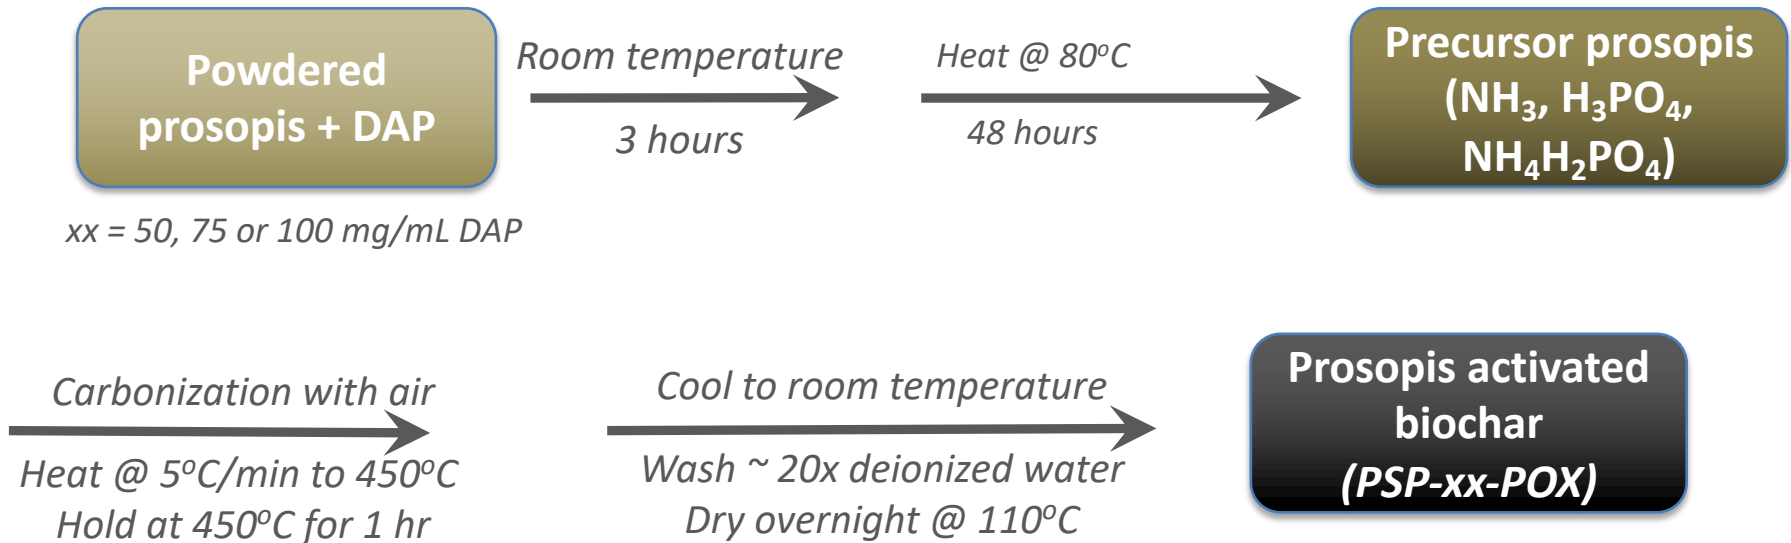 Powdered
prosopis + DAP
Room temperature
3 hours
Heat @ 80°C
48 hours
Precursor prosopis
(NH₃, H₃PO₄,
NH₄H₂PO₄)
xx = 50, 75 or 100 mg/mL DAP
Carbonization with air
Heat @ 5°C/min to 450°C
Hold at 450°C for 1 hr
Cool to room temperature
Wash ~ 20x deionized water
Dry overnight @ 110°C
Prosopis activated
biochar
(PSP-xx-POX)